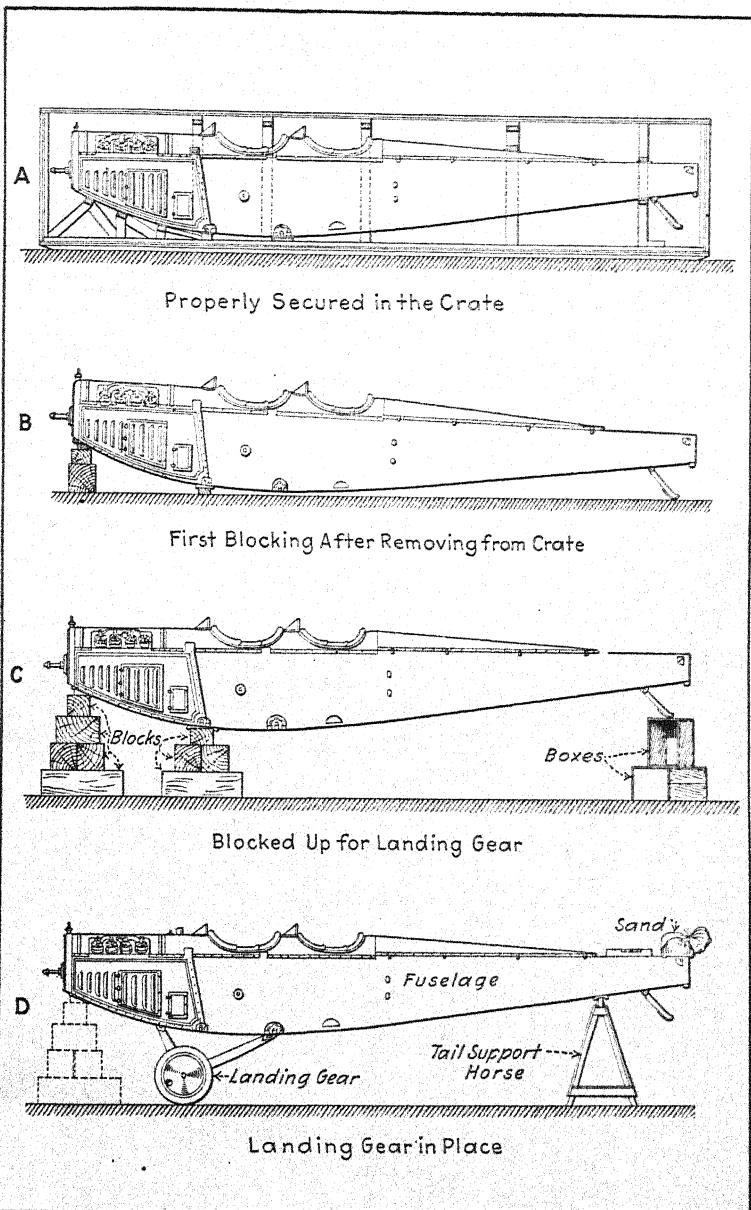 A
Properly Secured in the Crate
B
First Blocking After Removing from Crate
C
Blocks
Boxes
Blocked Up for Landing Gear
Sand
Fuselage
D
Tail Support
Horse
Landing Gear
Landing Gear in Place